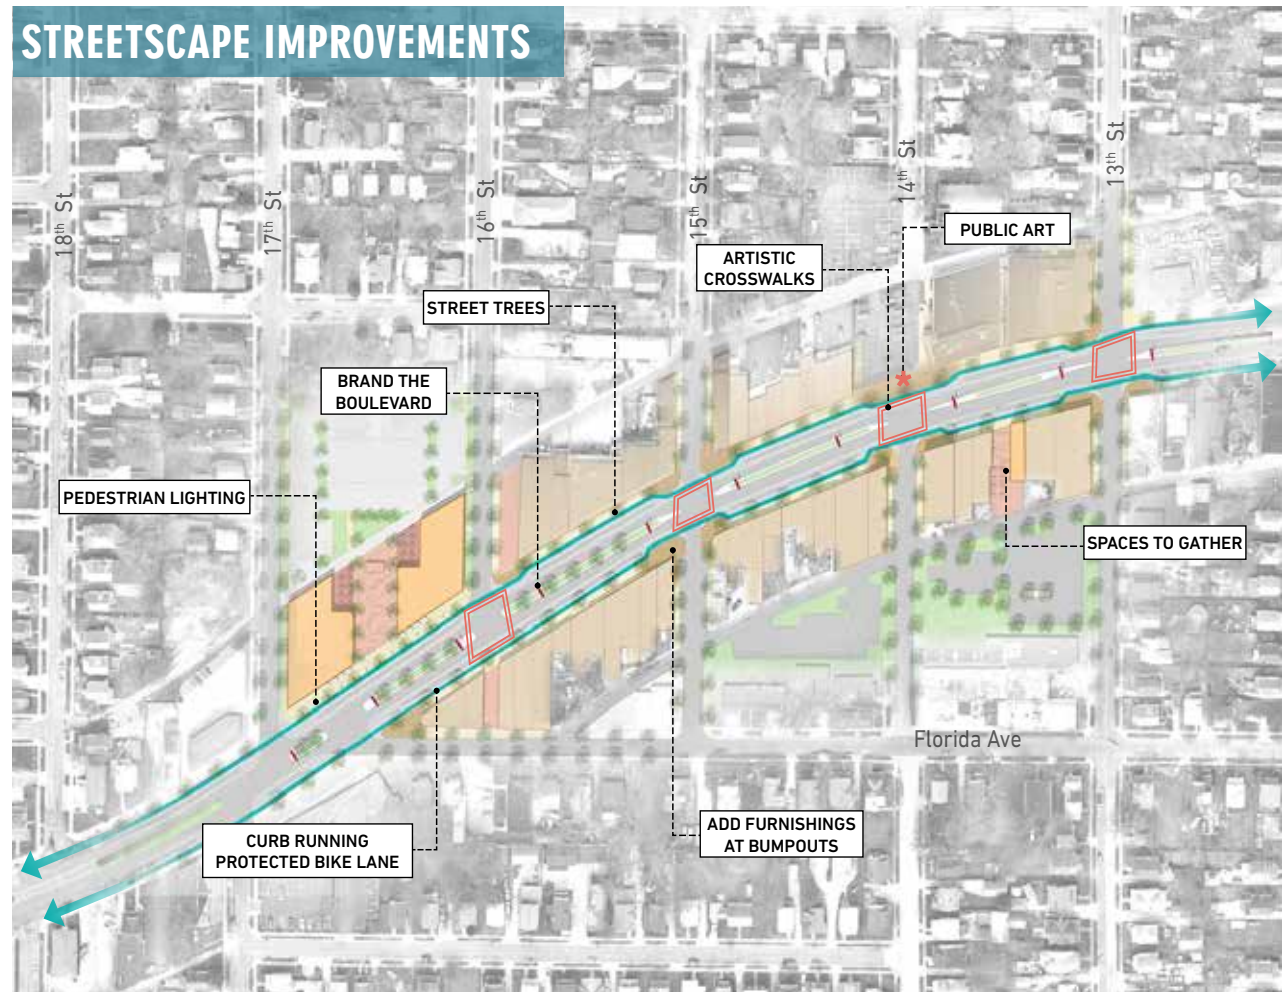 STREETSCAPE IMPROVEMENTS
18th St
17th St
16th St
15th St
14th St
13th St
PUBLIC ART
ARTISTIC
CROSSWALKS
STREET TREES
BRAND THE
BOULEVARD
PEDESTRIAN LIGHTING
SPACES TO GATHER
Florida Ave
ADD FURNISHINGS
AT BUMPOUTS
CURB RUNNING
PROTECTED BIKE LANE